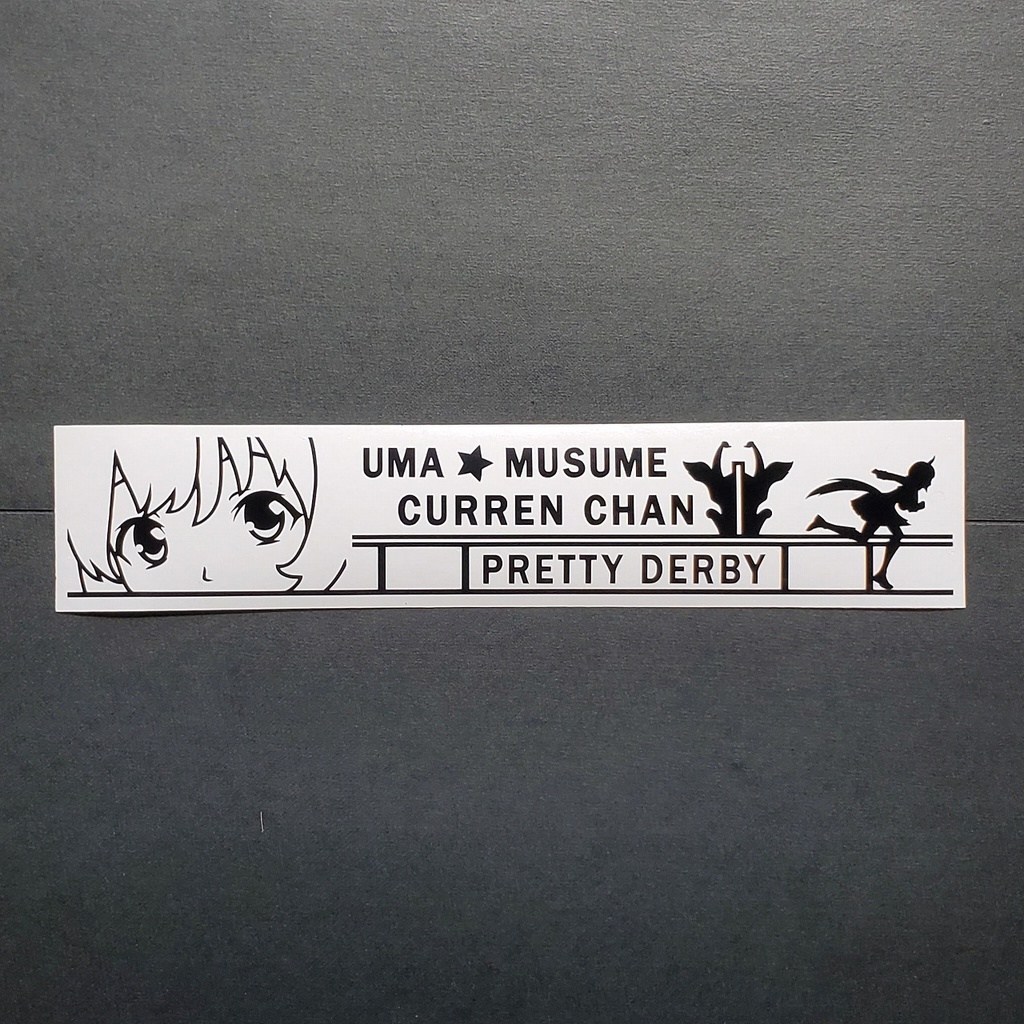 UMA ★ MUSUME
CURREN CHAN
PRETTY DERBY